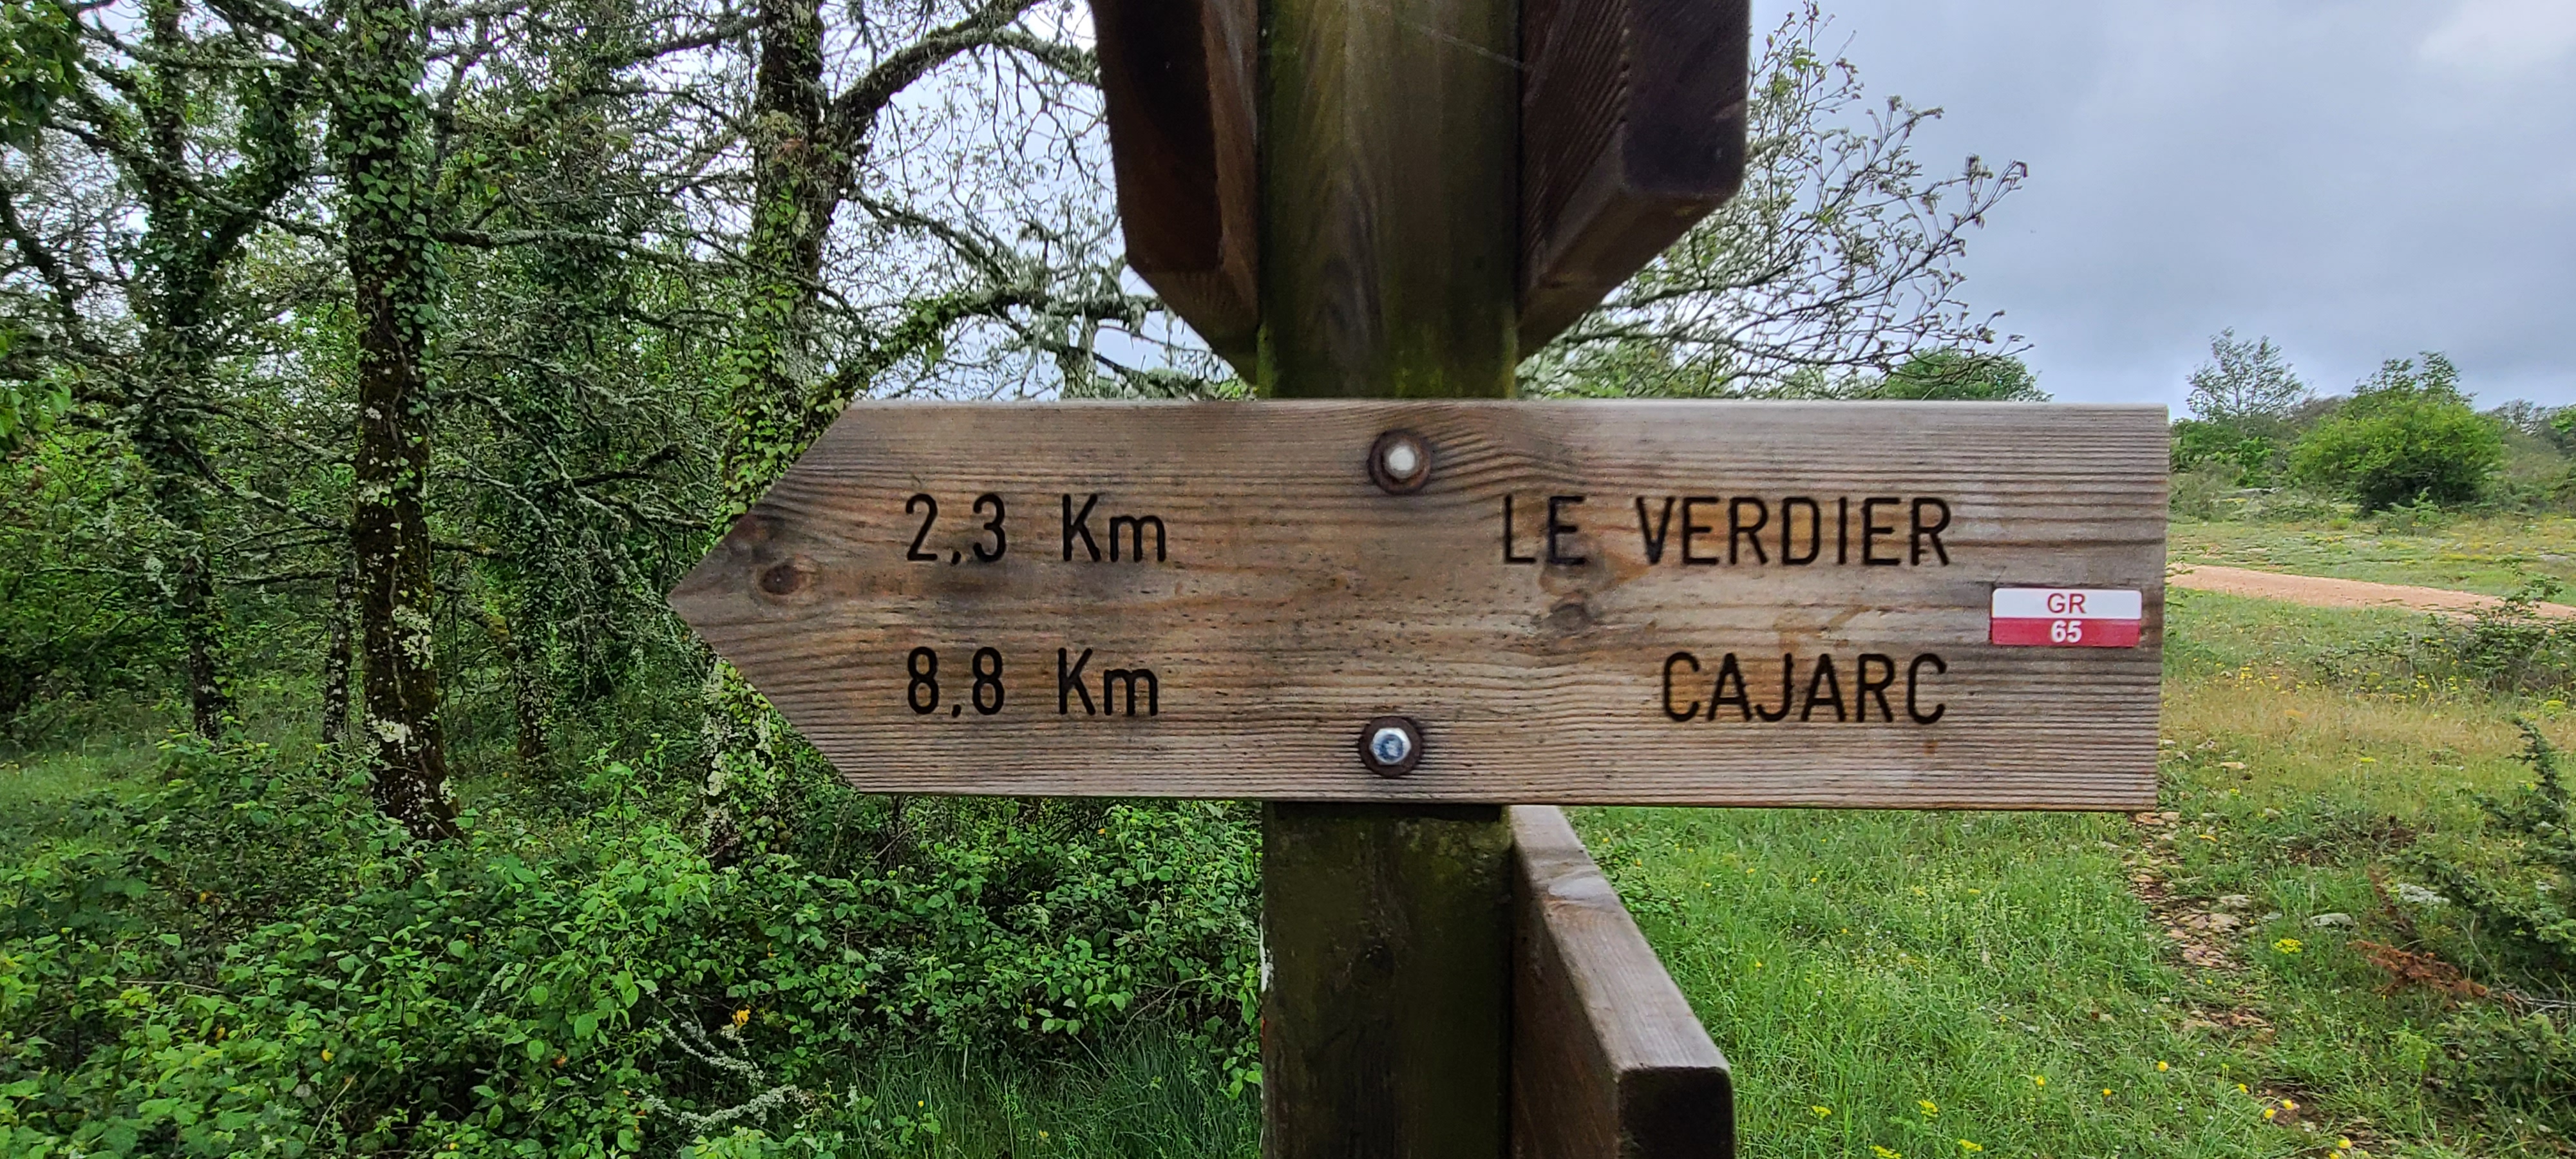 2,3 Km LE VERDIER
GR
65
8,8 Km CAJARC